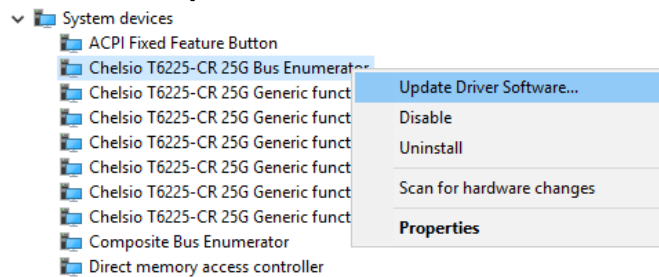 System devices
ACPI Fixed Feature Button
Chelsio T6225-CR 25G Bus Enumerator
Update Driver Software...
Chelsio T6225-CR 25G Generic funct
Disable
Chelsio T6225-CR 25G Generic funct
Uninstall
Chelsio T6225-CR 25G Generic funct
Chelsio T6225-CR 25G Generic funct
Scan for hardware changes
Chelsio T6225-CR 25G Generic funct
Chelsio T6225-CR 25G Generic funct
Properties
Composite Bus Enumerator
Direct memory access controller